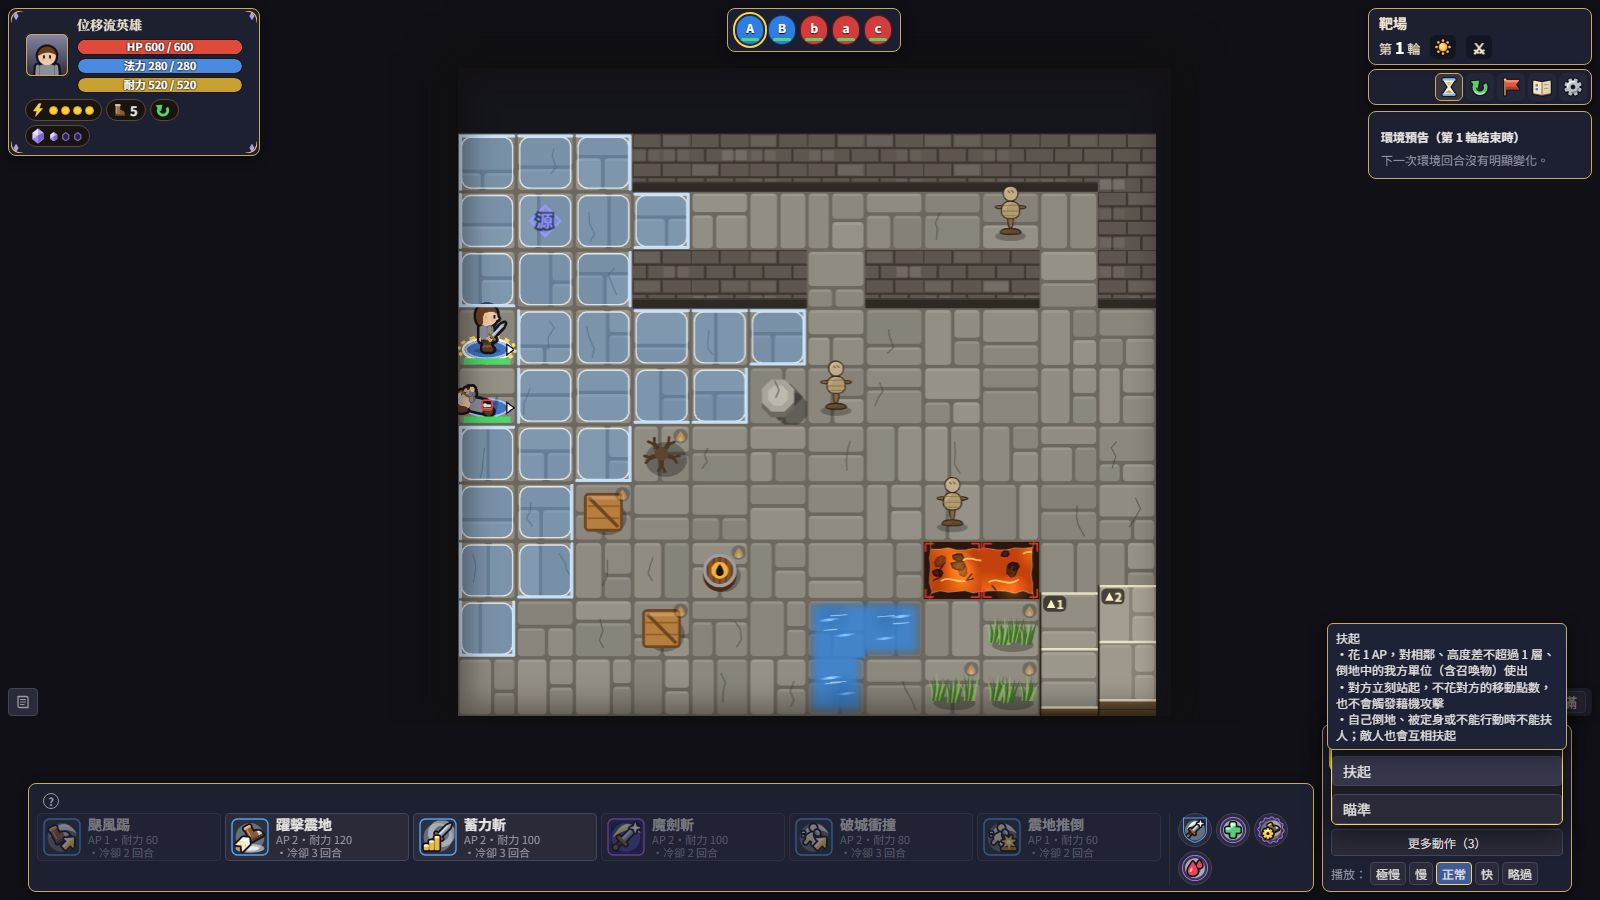 位移流英雄
HP 600 / 600
法力 280 / 280
耐力 520 / 520
5
A
B
b
a
c
靶場
第 1 輪
環境預告（第 1 輪結束時）
下一次環境回合沒有明顯變化。
源
▲1
▲2
扶起
・花 1 AP，對相鄰、高度差不超過 1 層、
倒地中的我方單位（含召喚物）使出
・對方立刻站起，不花對方的移動點數，
也不會觸發藉機攻擊
・自己倒地、被定身或不能行動時不能扶
人；敵人也會互相扶起
滿
扶起
瞄準
更多動作（3）
播放：
極慢
慢
正常
快
略過
?
颶風踢
AP 1・耐力 60
・冷卻 2 回合
躍擊震地
AP 2・耐力 120
・冷卻 3 回合
蓄力斬
AP 2・耐力 100
・冷卻 3 回合
魔劍斬
AP 2・耐力 100
・冷卻 2 回合
破城衝撞
AP 2・耐力 80
・冷卻 3 回合
震地推倒
AP 1・耐力 60
・冷卻 2 回合